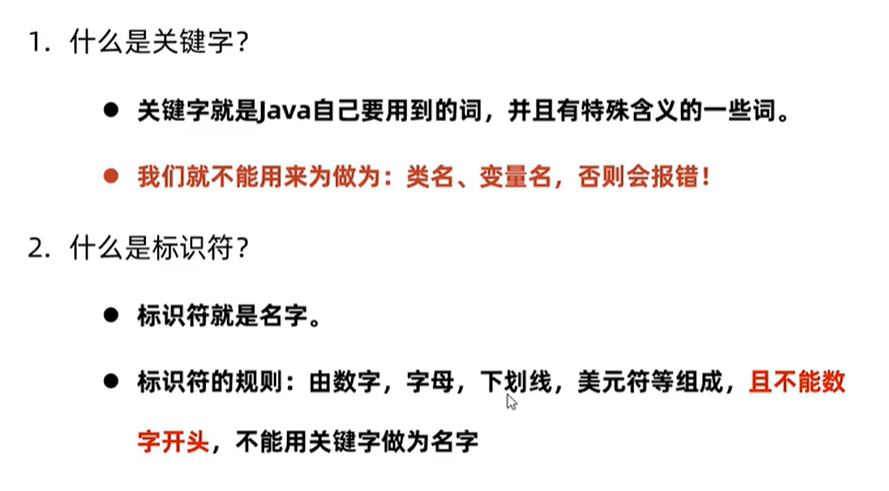 1. 什么是关键字？
● 关键字就是Java自己要用到的词，并且有特殊含义的一些词。
● 我们就不能用来为做为：类名、变量名，否则会报错！
2. 什么是标识符？
● 标识符就是名字。
● 标识符的规则：由数字，字母，下划线，美元符等组成，且不能数
字开头，不能用关键字做为名字